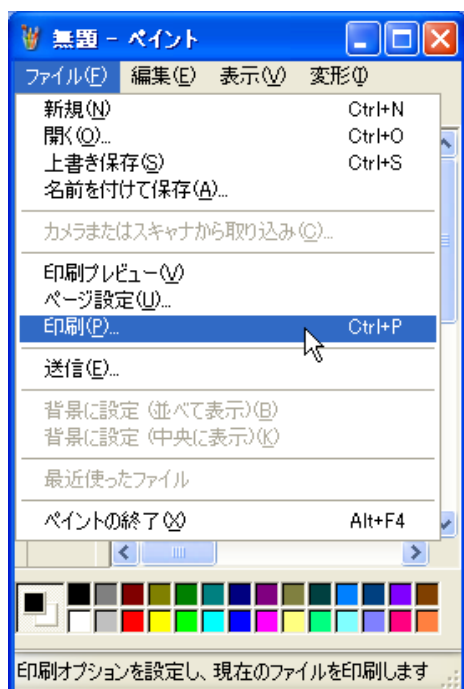 無題 - ペイント
ファイル(F) 編集(E) 表示(V) 変形(I)
新規(N) Ctrl+N
開く(O)... Ctrl+O
上書き保存(S) Ctrl+S
名前を付けて保存(A)...
カメラまたはスキャナから取り込み(C)...
印刷プレビュー(V)
ページ設定(U)...
印刷(P)... Ctrl+P
送信(E)...
背景に設定 (並べて表示)(B)
背景に設定 (中央に表示)(K)
最近使ったファイル
ペイントの終了(X) Alt+F4
印刷オプションを設定し、現在のファイルを印刷します